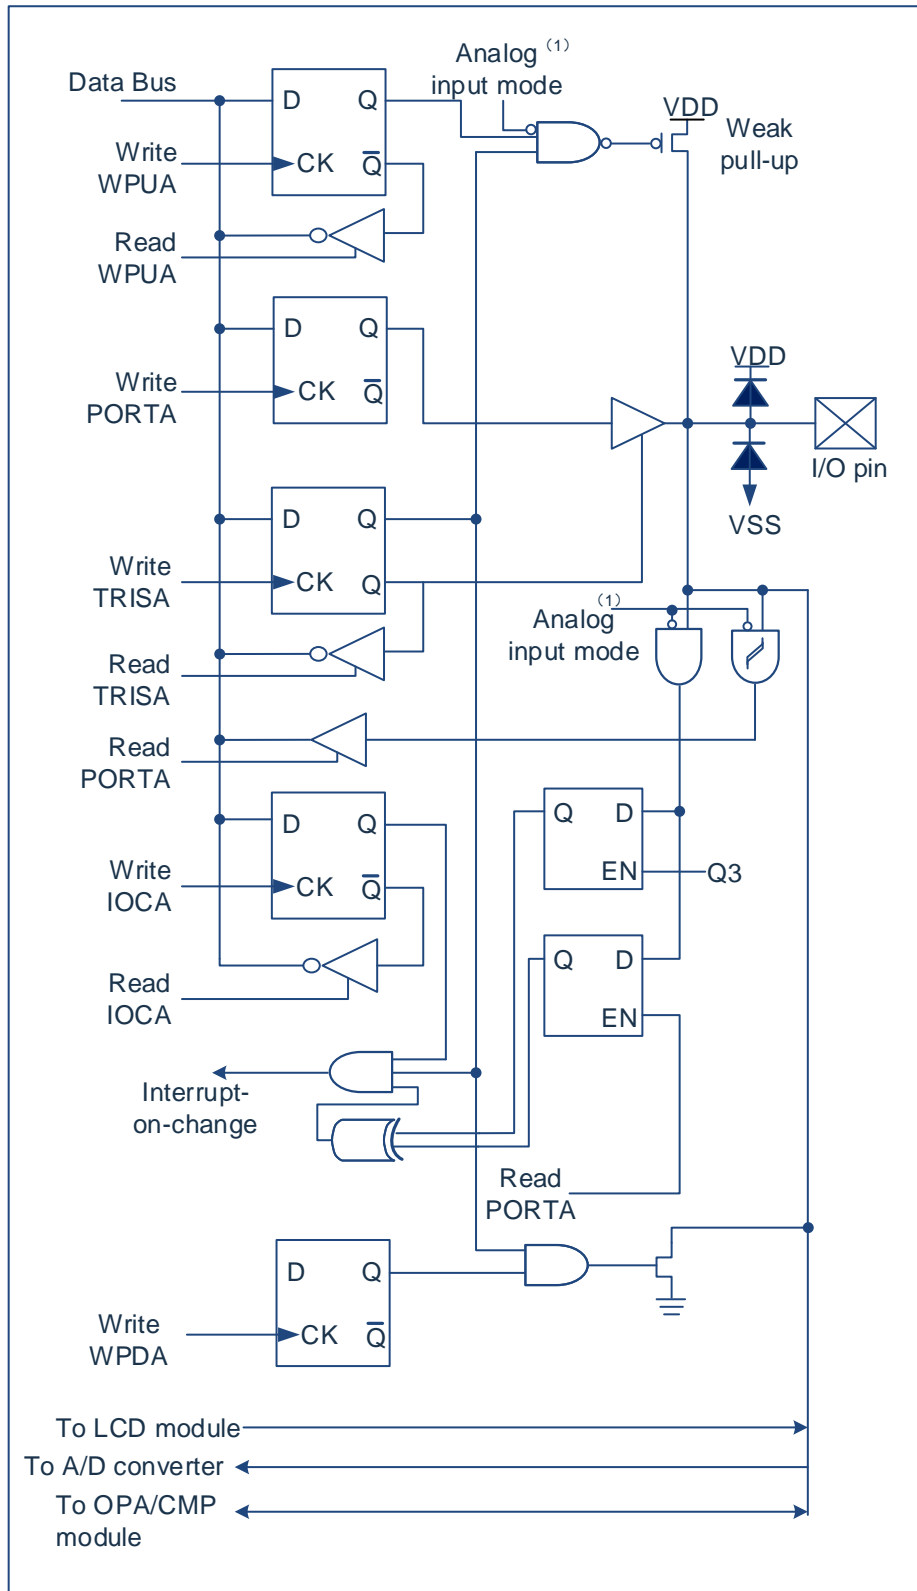 Analog (1)
input mode
Data Bus
D
Q
VDD
Weak
pull-up
Write
WPUA
CK
Q
Read
WPUA
D
Q
VDD
Write
PORTA
CK
Q
I/O pin
VSS
D
Q
Write
TRISA
CK
Q
(1)
Analog
input mode
Read
TRISA
Read
PORTA
D
Q
Q
D
Write
IOCA
CK
Q
EN
Q3
Read
IOCA
Q
D
EN
Interrupt-
on-change
Read
PORTA
D
Q
Write
WPDA
CK
Q
To LCD module
To A/D converter
To OPA/CMP
module